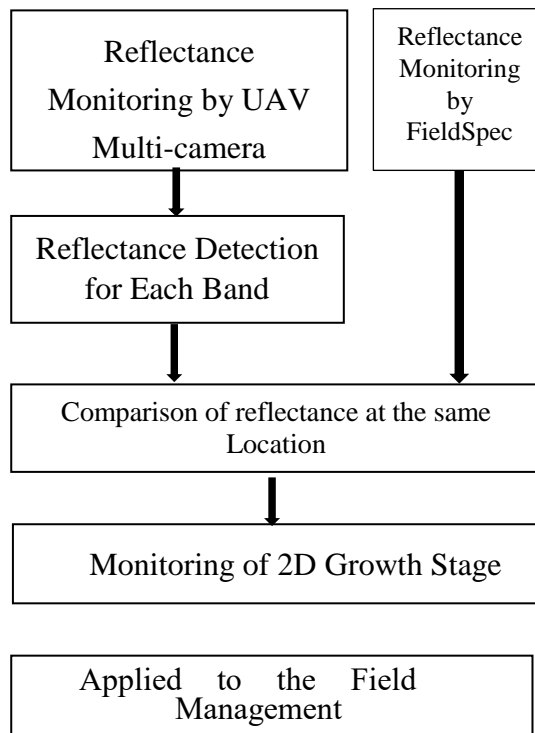 Reflectance
Monitoring by UAV
Multi-camera
Reflectance
Monitoring
by
FieldSpec
Reflectance Detection
for Each Band
Comparison of reflectance at the same
Location
Monitoring of 2D Growth Stage
Applied to the Field
Management